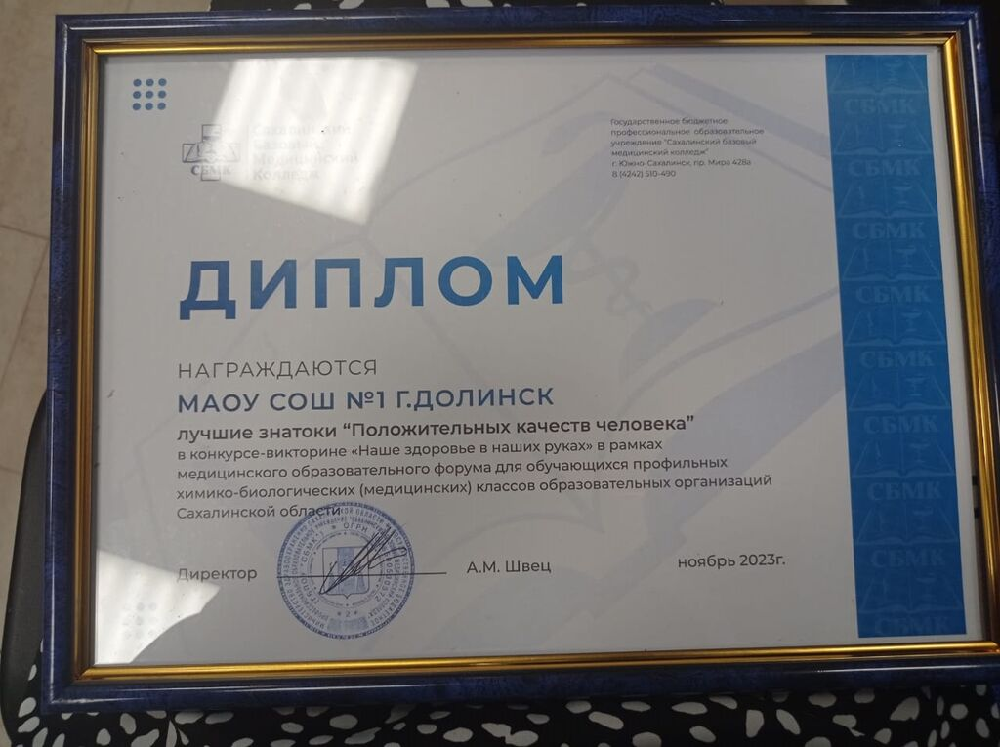 Сахалинский
Базовый
Медицинский
Колледж
СБМК
Государственное бюджетное
профессиональное образовательное
учреждение "Сахалинский базовый
медицинский колледж"
г. Южно-Сахалинск, пр. Мира 428а
8 (4242) 510-490
ДИПЛОМ
НАГРАЖДАЮТСЯ
МАОУ СОШ №1 Г.ДОЛИНСК
лучшие знатоки “Положительных качеств человека”
в конкурсе-викторине «Наше здоровье в наших руках» в рамках
медицинского образовательного форума для обучающихся профильных
химико-биологических (медицинских) классов образовательных организаций
Сахалинской области
Директор
А.М. Швец
ноябрь 2023г.
СБМК
СБМК
СБМК
СБМК
СБМК
СБМК
СБМК
СБМК
СБМК